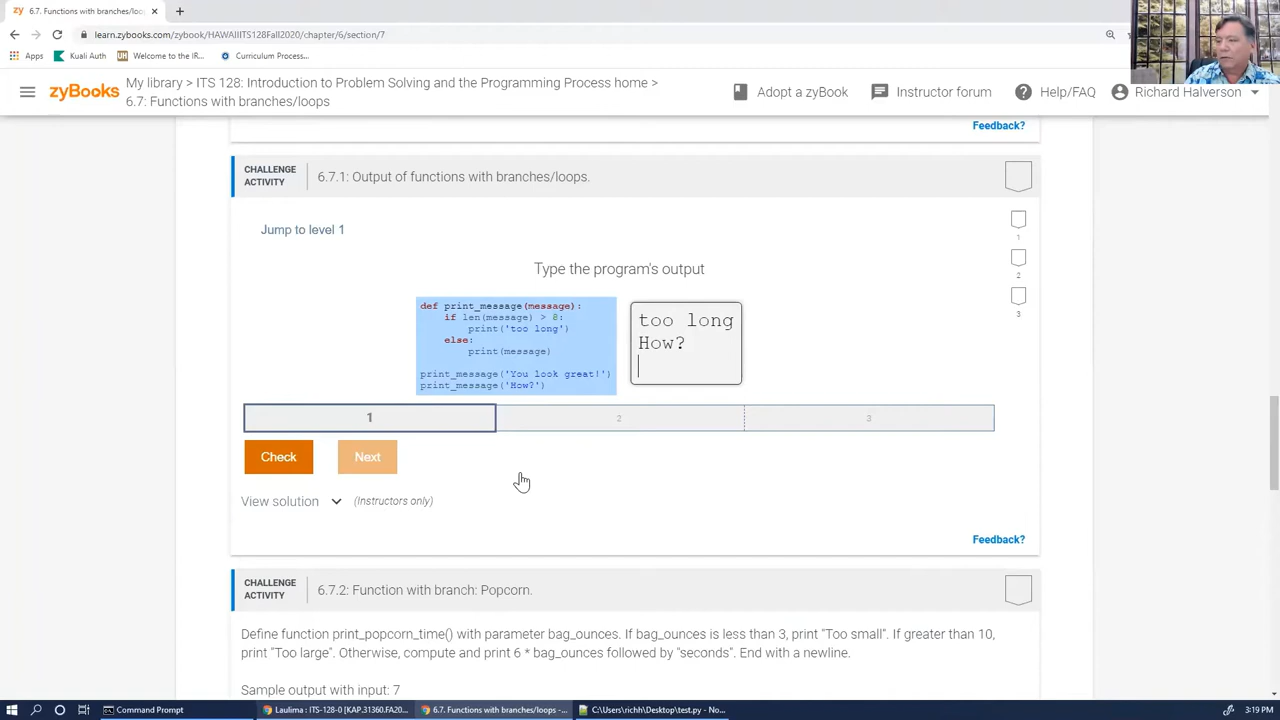 zy 6.7. Functions with branches/loops
learn.zybooks.com/zybook/HAWAIIITS128Fall2020/chapter/6/section/7
Apps Kuali Auth Welcome to the IR... Curriculum Process...
zyBooks My library > ITS 128: Introduction to Problem Solving and the Programming Process home >
6.7: Functions with branches/loops
Adopt a zyBook Instructor forum Help/FAQ Richard Halverson
Feedback?
CHALLENGE
ACTIVITY
6.7.1: Output of functions with branches/loops.
Jump to level 1
1
2
3
Type the program's output
def print_message(message):
if len(message) > 8:
print('too long')
else:
print(message)
print_message('You look great!')
print_message('How?')
too long
How?
1 2 3
Check Next
View solution (Instructors only)
Feedback?
CHALLENGE
ACTIVITY
6.7.2: Function with branch: Popcorn.
Define function print_popcorn_time() with parameter bag_ounces. If bag_ounces is less than 3, print "Too small". If greater than 10,
print "Too large". Otherwise, compute and print 6 * bag_ounces followed by "seconds". End with a newline.
Sample output with input: 7
Command Prompt Laulima : ITS-128-0 [KAP.31360.FA20... 6.7. Functions with branches/loops -... C:\Users\richh\Desktop\test.py - No... 3:19 PM